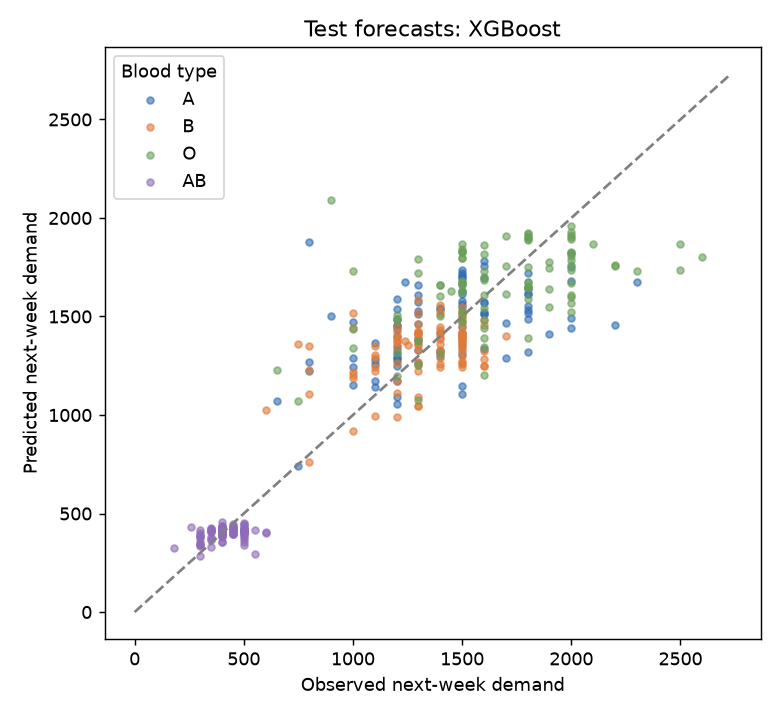 Test forecasts: XGBoost
Blood type
A
B
O
AB
Predicted next-week demand
2500
2000
1500
1000
500
0
0 500 1000 1500 2000 2500
Observed next-week demand